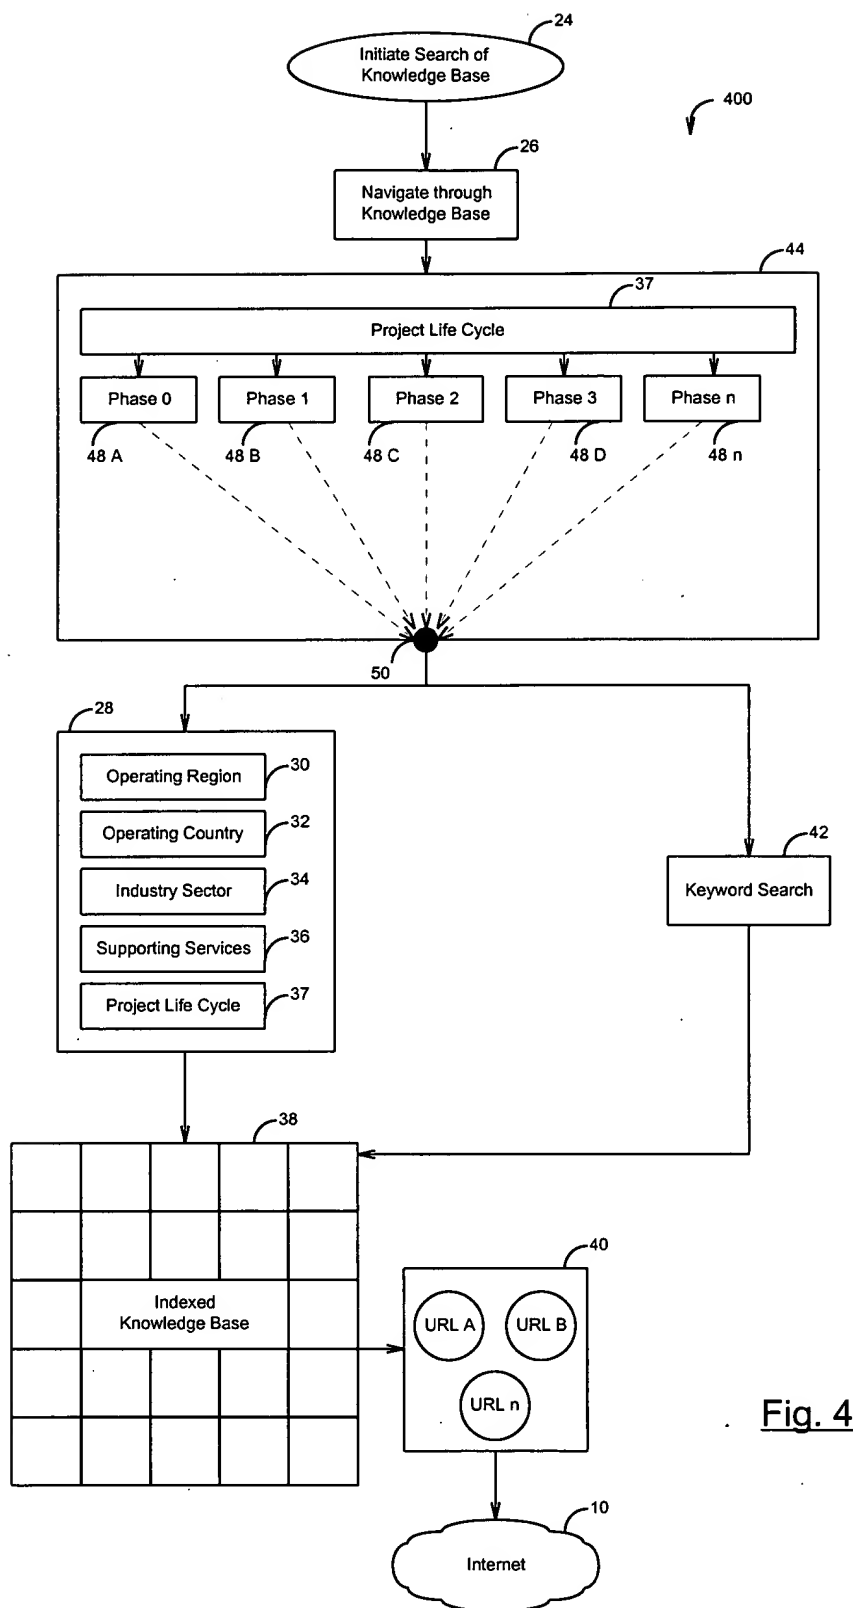 24
Initiate Search of
Knowledge Base
400
26
Navigate through
Knowledge Base
44
37
Project Life Cycle
Phase 0
Phase 1
Phase 2
Phase 3
Phase n
48 A
48 B
48 C
48 D
48 n
50
28
Operating Region
30
Operating Country
32
Industry Sector
34
Supporting Services
36
Project Life Cycle
37
42
Keyword Search
38
Indexed
Knowledge Base
40
URL A
URL B
URL n
Fig. 4
10
Internet